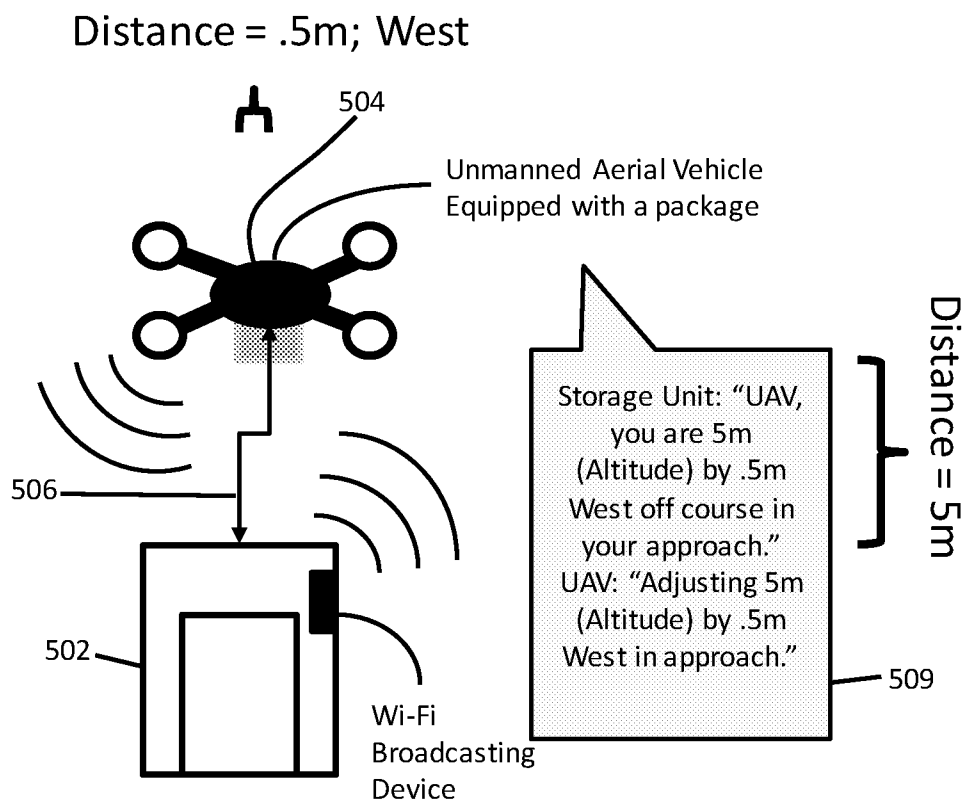 Distance = .5m; West
504
Unmanned Aerial Vehicle
Equipped with a package
Storage Unit: “UAV,
you are 5m
(Altitude) by .5m
West off course in
your approach.”
UAV: “Adjusting 5m
(Altitude) by .5m
West in approach.”
Distance = 5m
506
502
509
Wi-Fi
Broadcasting
Device